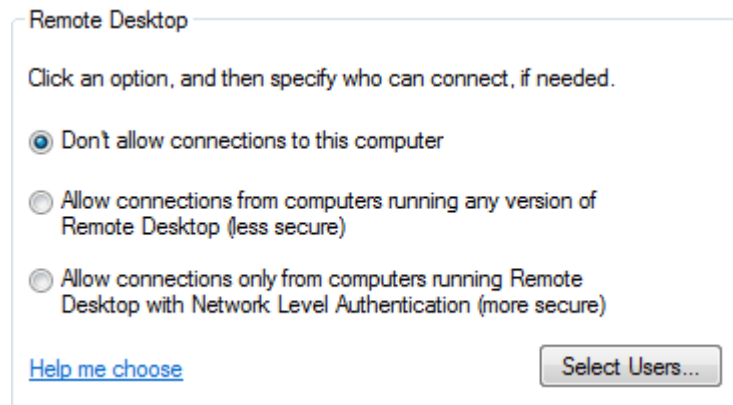 Remote Desktop
Click an option, and then specify who can connect, if needed.
Don't allow connections to this computer
Allow connections from computers running any version of
Remote Desktop (less secure)
Allow connections only from computers running Remote
Desktop with Network Level Authentication (more secure)
Help me choose
Select Users...